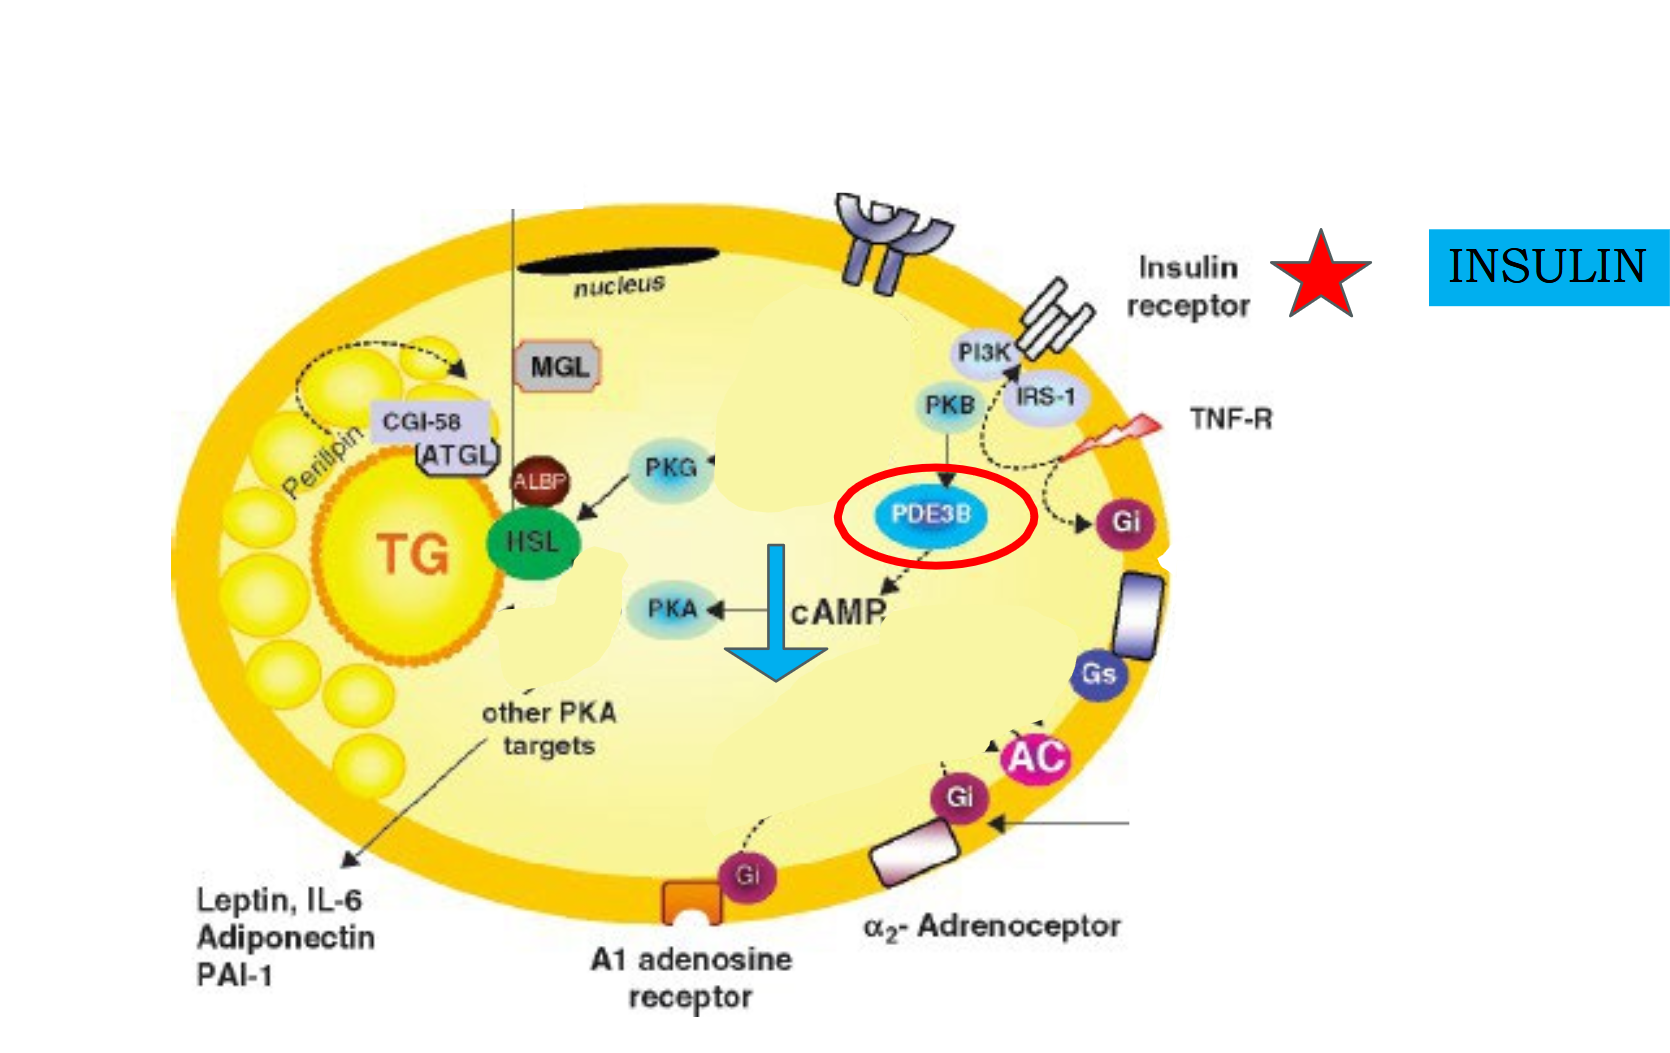 INSULIN
Insulin
receptor
nucleus
PI3K
MGL
IRS-1
PKB
TNF-R
CGI-58
ATGL
Perilipin
PKG
ALBP
PDE3B
Gi
HSL
TG
PKA
cAMP
Gs
other PKA
targets
AC
Gi
Gi
Leptin, IL-6
Adiponectin
PAI-1
α2- Adrenoceptor
A1 adenosine
receptor